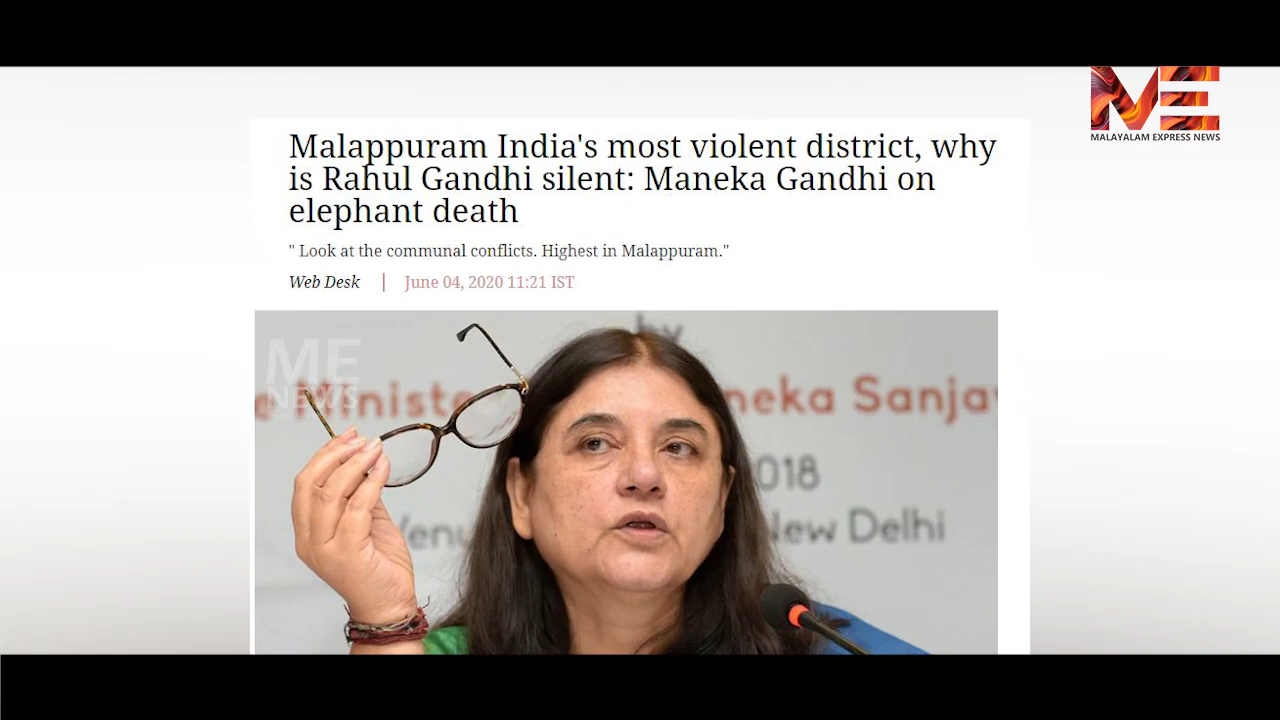 ME
MALAYALAM EXPRESS NEWS
Malappuram India's most violent district, why
is Rahul Gandhi silent: Maneka Gandhi on
elephant death
" Look at the communal conflicts. Highest in Malappuram."
Web Desk | June 04, 2020 11:21 IST
by
ME
NEWS
e Ministe neka Sanja
2018
Venu New Delhi